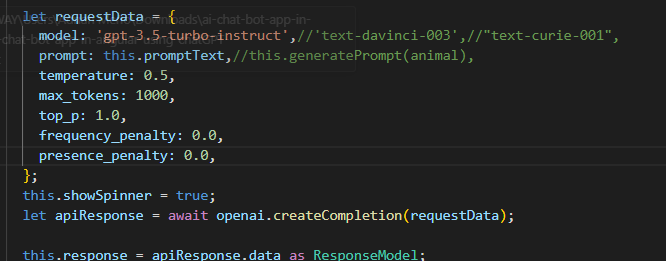 let requestData = {
model: 'gpt-3.5-turbo-instruct',//'text-davinci-003',//"text-curie-001",
prompt: this.promptText,//this.generatePrompt(animal),
temperature: 0.5,
max_tokens: 1000,
top_p: 1.0,
frequency_penalty: 0.0,
presence_penalty: 0.0,
};
this.showSpinner = true;
let apiResponse = await openai.createCompletion(requestData);
this.response = apiResponse.data as ResponseModel;